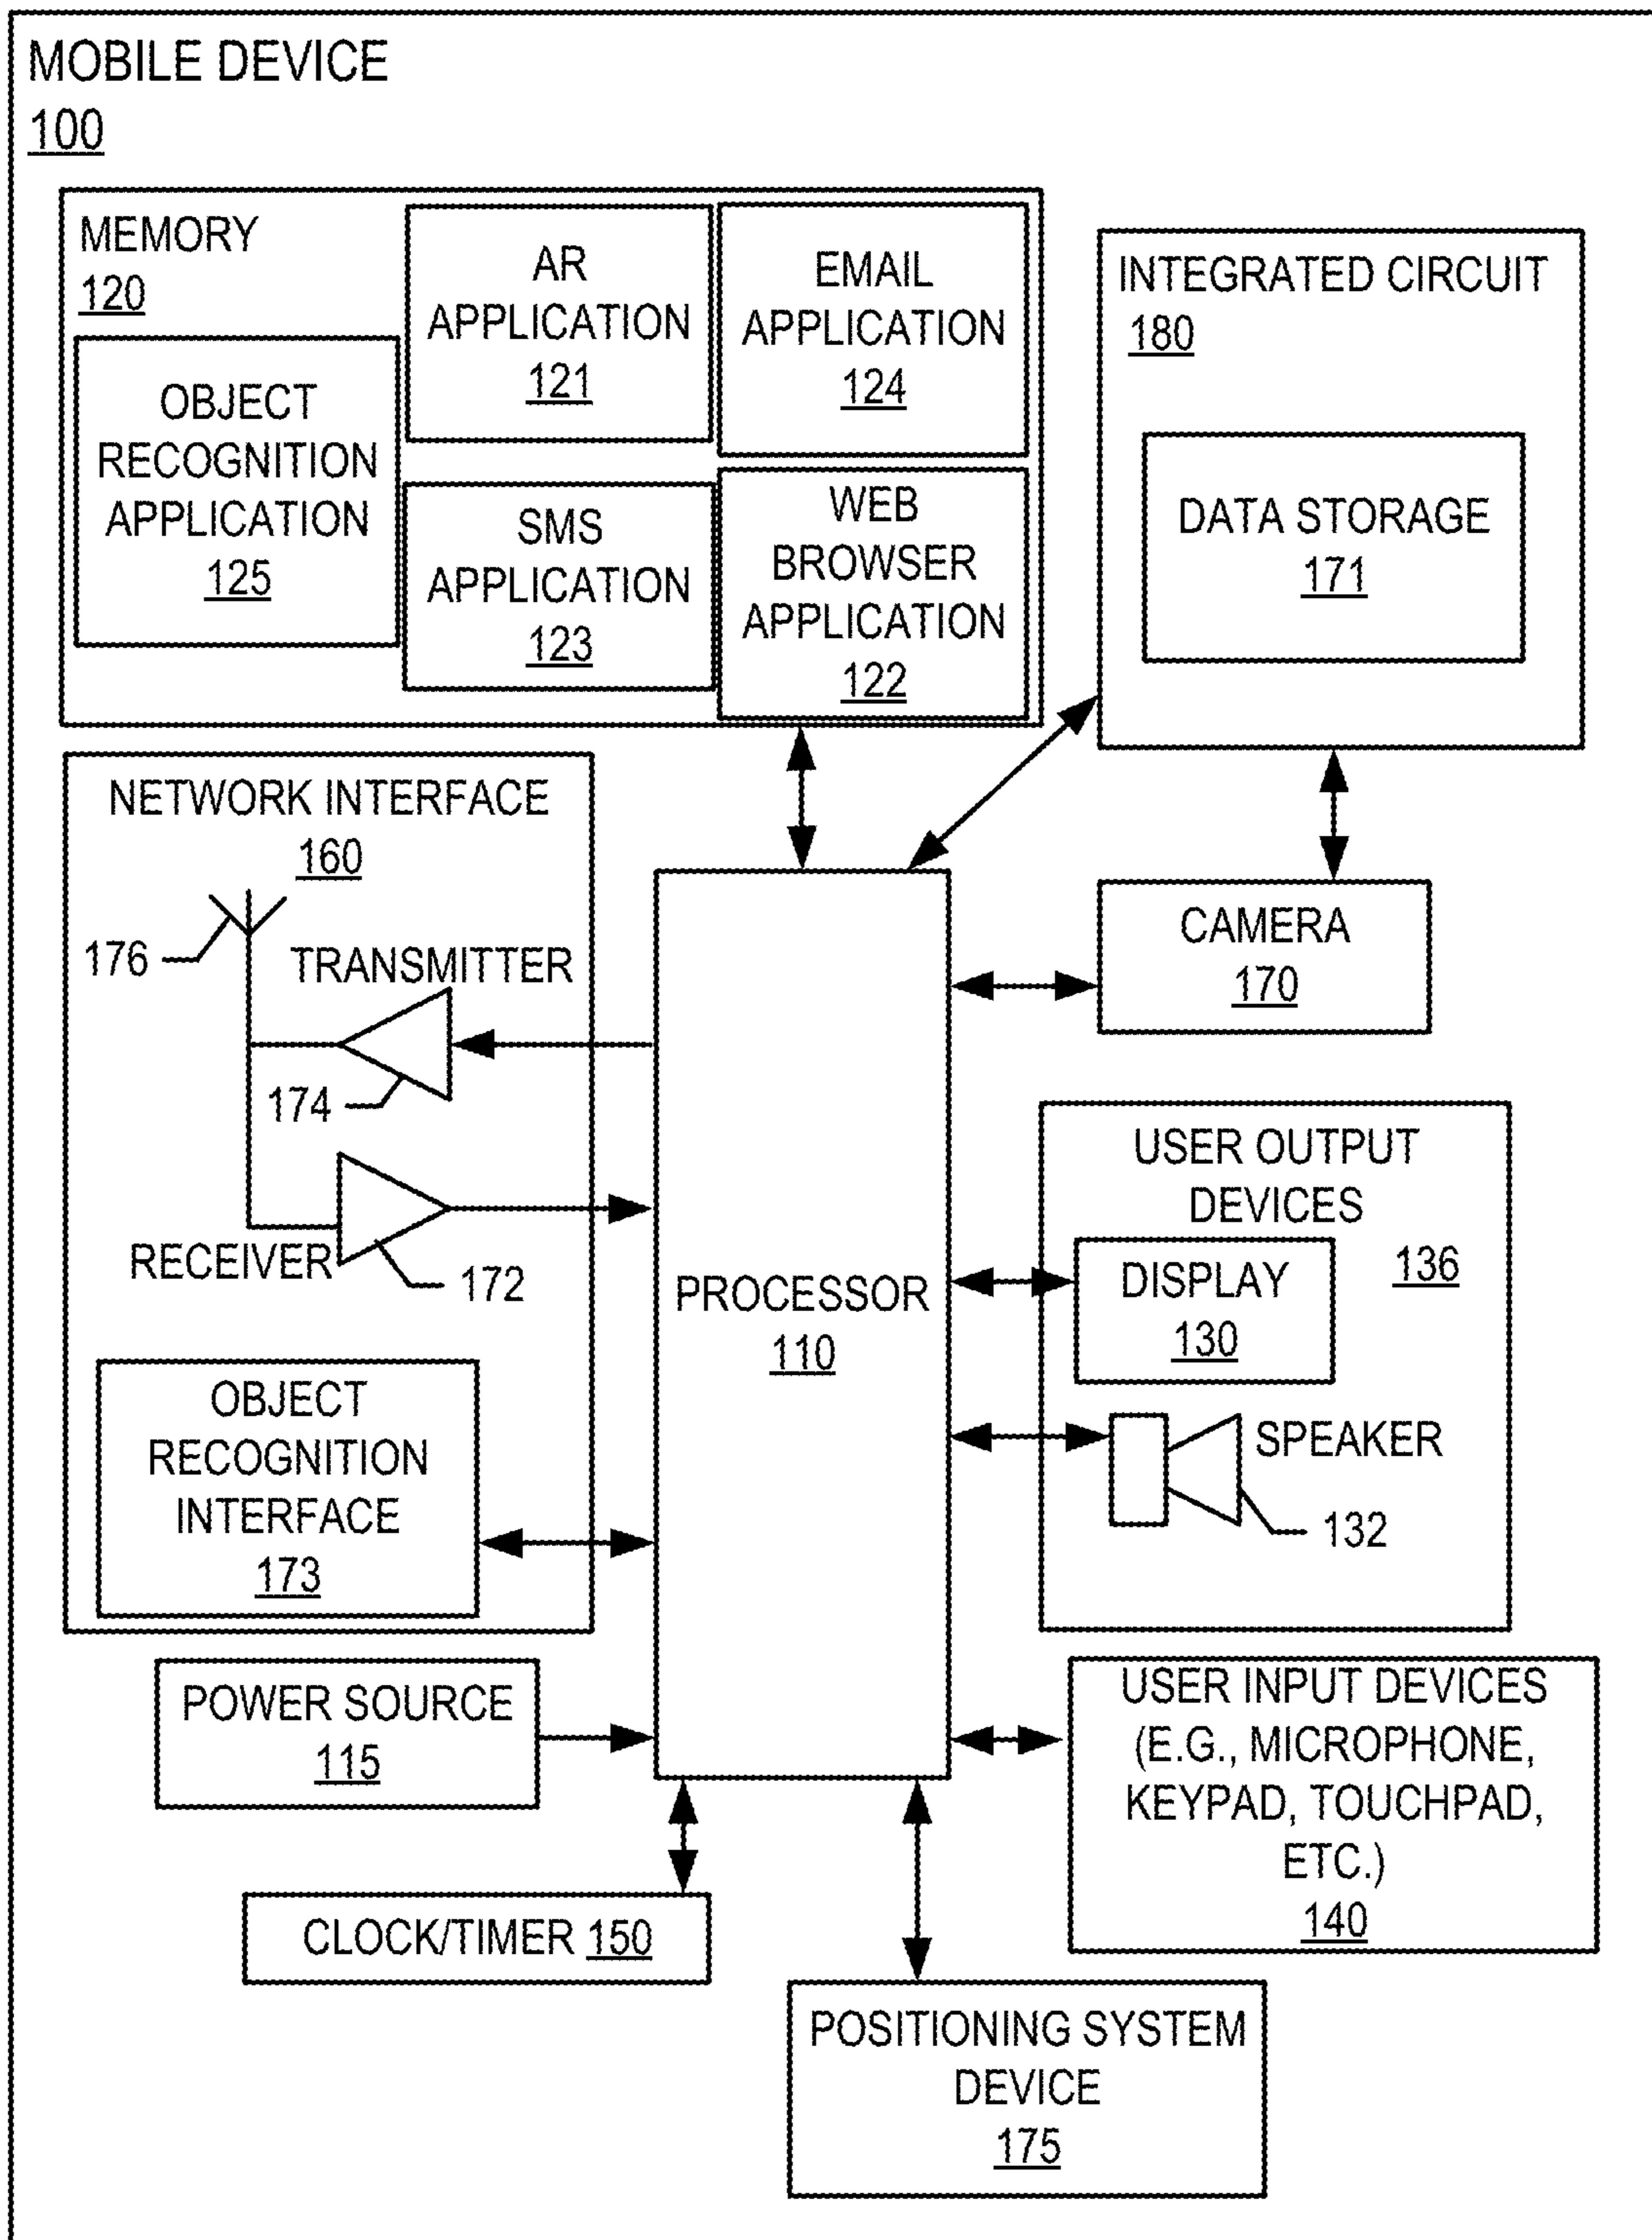 MOBILE DEVICE
100
MEMORY
120
OBJECT
RECOGNITION
APPLICATION
125
AR
APPLICATION
121
SMS
APPLICATION
123
EMAIL
APPLICATION
124
WEB
BROWSER
APPLICATION
122
INTEGRATED CIRCUIT
180
DATA STORAGE
171
NETWORK INTERFACE
160
176
TRANSMITTER
174
RECEIVER
172
OBJECT
RECOGNITION
INTERFACE
173
PROCESSOR
110
CAMERA
170
USER OUTPUT
DEVICES
136
DISPLAY
130
SPEAKER
132
POWER SOURCE
115
USER INPUT DEVICES
(E.G., MICROPHONE,
KEYPAD, TOUCHPAD,
ETC.)
140
CLOCK/TIMER 150
POSITIONING SYSTEM
DEVICE
175